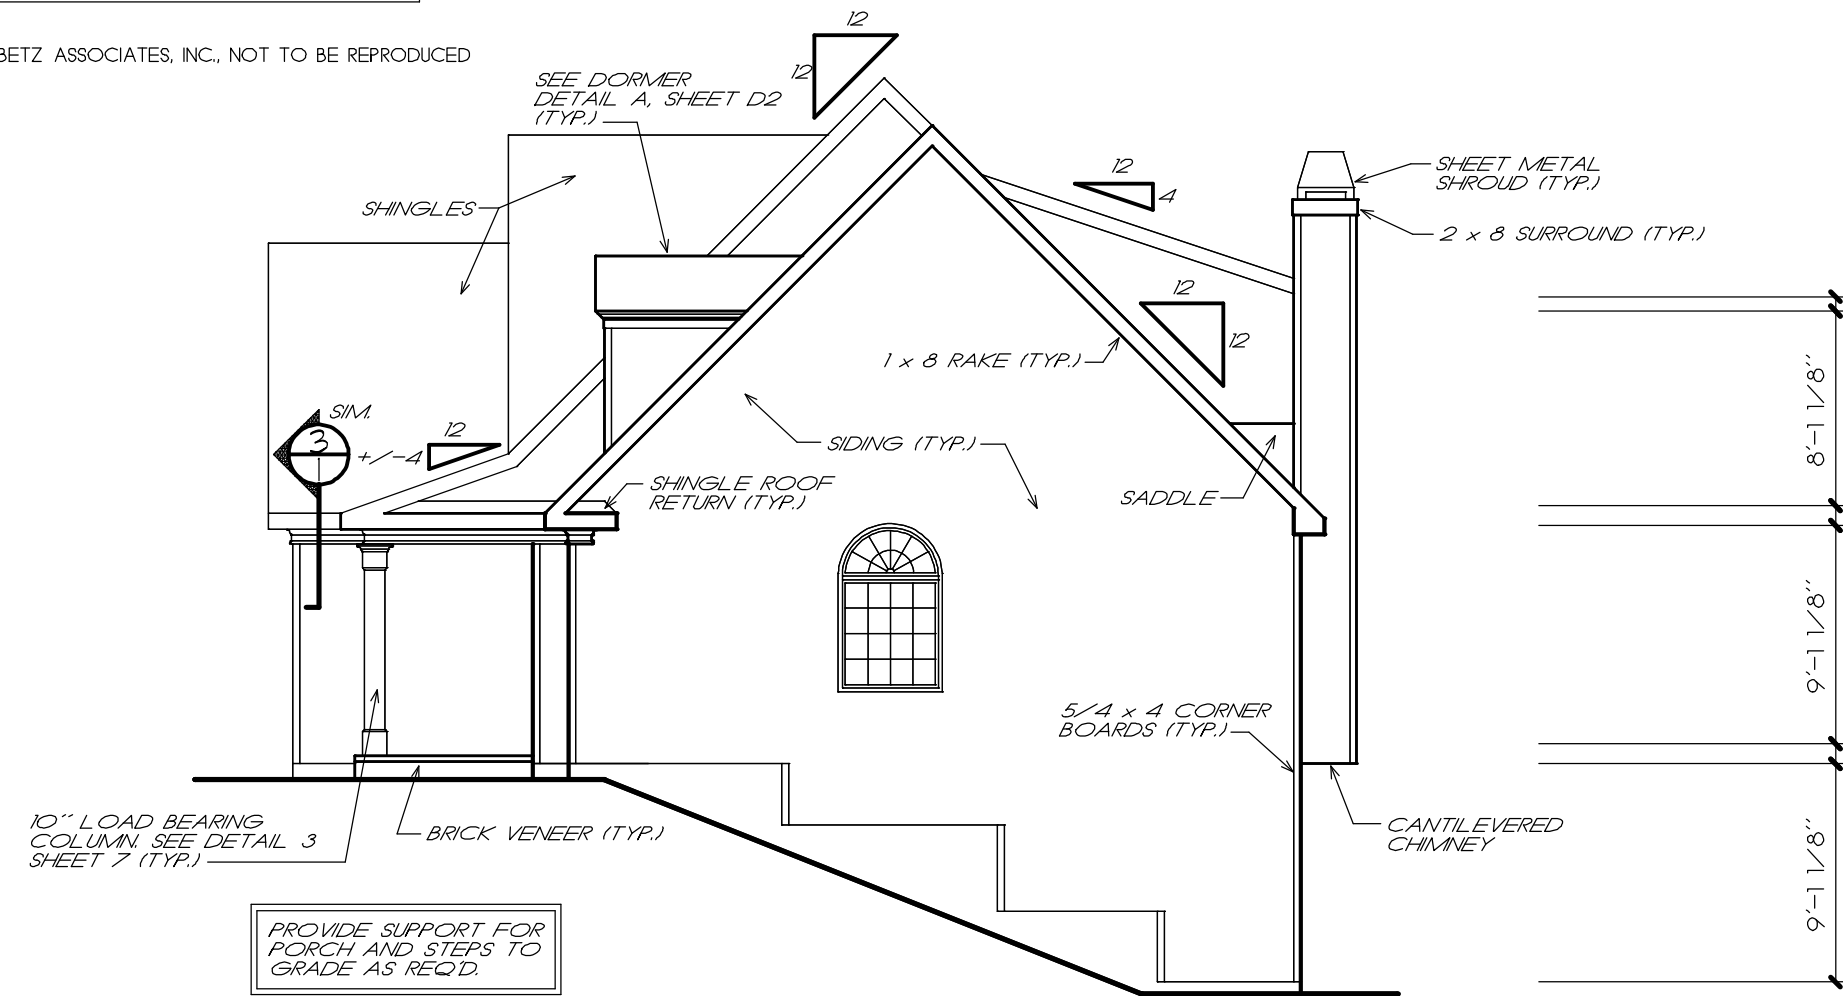 BETZ ASSOCIATES, INC., NOT TO BE REPRODUCED
12
12
SEE DORMER
DETAIL A, SHEET D2
(TYP.)
12
4
SHEET METAL
SHROUD (TYP.)
SHINGLES
2 x 8 SURROUND (TYP.)
12
12
1 x 8 RAKE (TYP.)
8'-1 1/8"
SIM.
3
+/-4
12
SIDING (TYP.)
SHINGLE ROOF
RETURN (TYP.)
SADDLE
9'-1 1/8"
5/4 x 4 CORNER
BOARDS (TYP.)
10" LOAD BEARING
COLUMN. SEE DETAIL 3
SHEET 7 (TYP.)
BRICK VENEER (TYP.)
CANTILEVERED
CHIMNEY
9'-1 1/8"
PROVIDE SUPPORT FOR
PORCH AND STEPS TO
GRADE AS REQ'D.